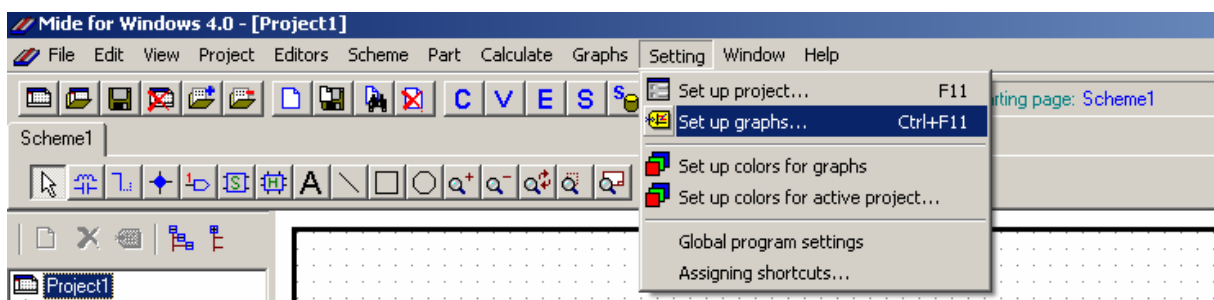 Mide for Windows 4.0 - [Project1]
File Edit View Project Editors Scheme Part Calculate Graphs Setting Window Help
C V E S S
Set up project... F11
rting page: Scheme1
Set up graphs... Ctrl+F11
Scheme1
Set up colors for graphs
1 S H A
Set up colors for active project...
Global program settings
Project1
Assigning shortcuts...